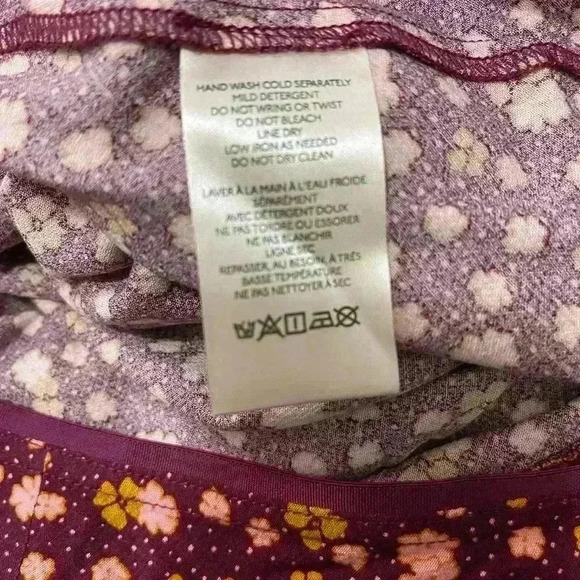 HAND WASH COLD SEPARATELY
MILD DETERGENT
DO NOT WRING OR TWIST
DO NOT BLEACH
LINE DRY
LOW IRON AS NEEDED
DO NOT DRY CLEAN
LAVER À LA MAIN À L'EAU FROIDE
SÉPARÉMENT
AVEC DÉTERGENT DOUX
NE PAS TORDRE OU ESSORER
NE PAS BLANCHIR
LIGNE SEC
REPASSER, AU BESOIN, À TRÈS
BASSE TEMPÉRATURE
NE PAS NETTOYER À SEC